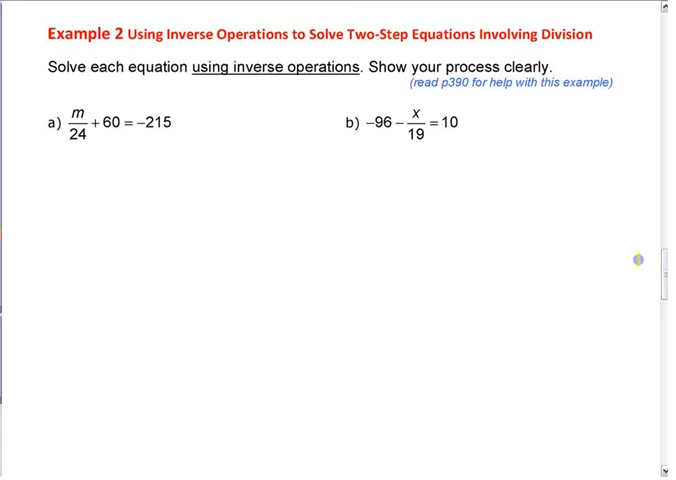 Example 2 Using Inverse Operations to Solve Two-Step Equations Involving Division
Solve each equation using inverse operations. Show your process clearly.
(read p390 for help with this example)
a) m/24 + 60 = –215
b) –96 – x/19 = 10